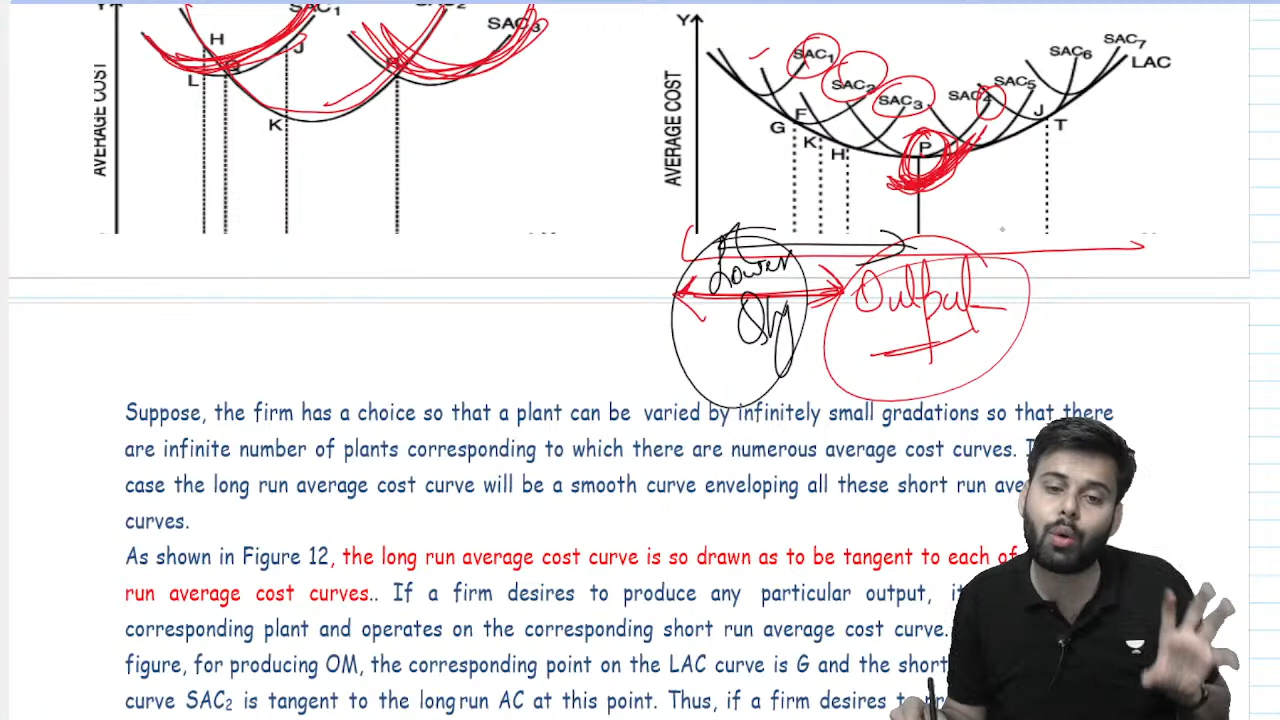 Y
SAC1
SAC2
SAC3
H
J
L
K
AVERAGE COST
Y
SAC1
SAC2
SAC3
SAC4
SAC5
SAC6
SAC7
LAC
G
F
K
H
P
J
T
AVERAGE COST
Lower
Qty
Output
Suppose, the firm has a choice so that a plant can be varied by infinitely small gradations so that there
are infinite number of plants corresponding to which there are numerous average cost curves.
case the long run average cost curve will be a smooth curve enveloping all these short run
curves.
As shown in Figure 12, the long run average cost curve is so drawn as to be tangent to each of
run average cost curves.. If a firm desires to produce any particular output,
corresponding plant and operates on the corresponding short run average cost curve.
figure, for producing OM, the corresponding point on the LAC curve is G and the short
curve SAC2 is tangent to the longrun AC at this point. Thus, if a firm desires